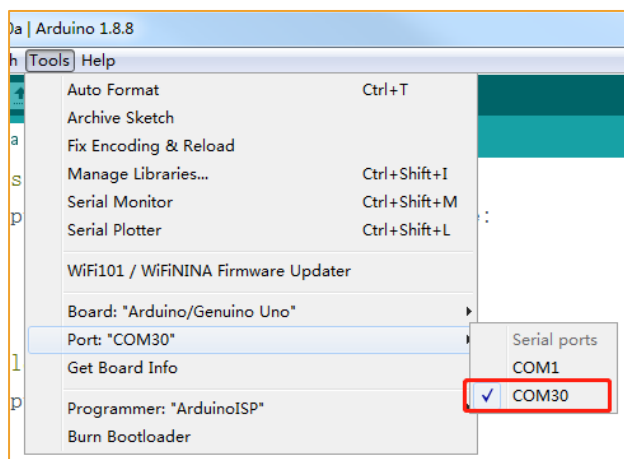 0a | Arduino 1.8.8
h Tools Help
Auto Format Ctrl+T
Archive Sketch
Fix Encoding & Reload
Manage Libraries... Ctrl+Shift+I
Serial Monitor Ctrl+Shift+M
Serial Plotter Ctrl+Shift+L
WiFi101 / WiFiNINA Firmware Updater
Board: "Arduino/Genuino Uno"
Port: "COM30"
Serial ports
Get Board Info
COM1
COM30
Programmer: "ArduinoISP"
Burn Bootloader